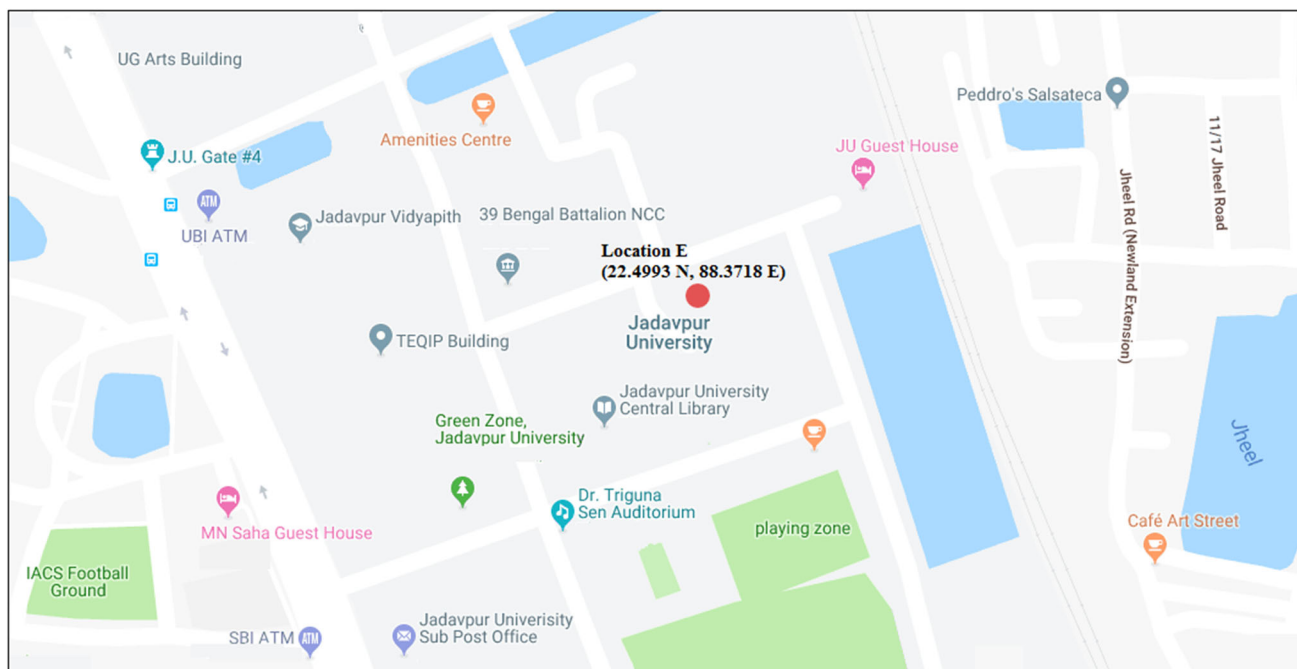 UG Arts Building
J.U. Gate #4
ATM
UBI ATM
Amenities Centre
Jadavpur Vidyapith
39 Bengal Battalion NCC
JU Guest House
Peddro's Salsateca
11/17 Jheel Road
Jheel Rd (Newland Extension)
Location E
(22.4993 N, 88.3718 E)
Jadavpur
University
TEQIP Building
Jadavpur University
Central Library
Green Zone,
Jadavpur University
Dr. Triguna
Sen Auditorium
playing zone
Jheel
Café Art Street
MN Saha Guest House
IACS Football
Ground
SBI ATM
ATM
Jadavpur Univerisity
Sub Post Office